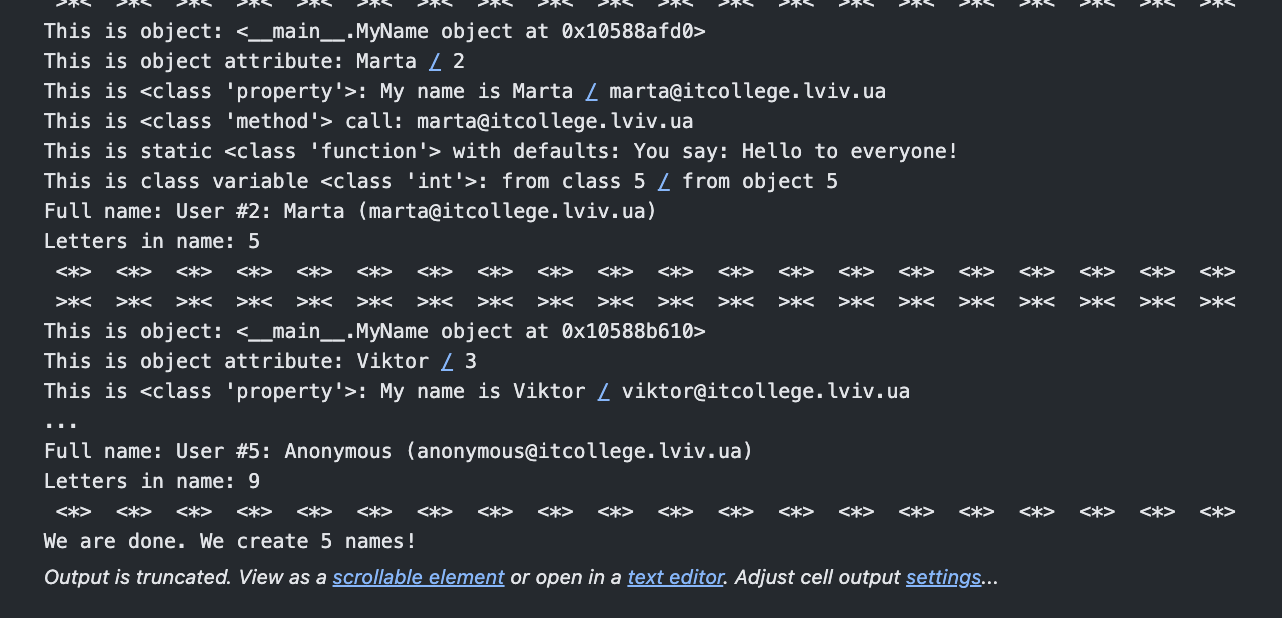 >*<  >*<  >*<  >*<  >*<  >*<  >*<  >*<  >*<  >*<  >*<  >*<  >*<  >*<  >*<  >*<  >*<  >*<  >*<  >*<
This is object: <__main__.MyName object at 0x10588afd0>
This is object attribute: Marta / 2
This is <class 'property'>: My name is Marta / marta@itcollege.lviv.ua
This is <class 'method'> call: marta@itcollege.lviv.ua
This is static <class 'function'> with defaults: You say: Hello to everyone!
This is class variable <class 'int'>: from class 5 / from object 5
Full name: User #2: Marta (marta@itcollege.lviv.ua)
Letters in name: 5
<*>  <*>  <*>  <*>  <*>  <*>  <*>  <*>  <*>  <*>  <*>  <*>  <*>  <*>  <*>  <*>  <*>  <*>  <*>  <*>
>*<  >*<  >*<  >*<  >*<  >*<  >*<  >*<  >*<  >*<  >*<  >*<  >*<  >*<  >*<  >*<  >*<  >*<  >*<  >*<
This is object: <__main__.MyName object at 0x10588b610>
This is object attribute: Viktor / 3
This is <class 'property'>: My name is Viktor / viktor@itcollege.lviv.ua
...
Full name: User #5: Anonymous (anonymous@itcollege.lviv.ua)
Letters in name: 9
<*>  <*>  <*>  <*>  <*>  <*>  <*>  <*>  <*>  <*>  <*>  <*>  <*>  <*>  <*>  <*>  <*>  <*>  <*>  <*>
We are done. We create 5 names!
Output is truncated. View as a scrollable element or open in a text editor. Adjust cell output settings...